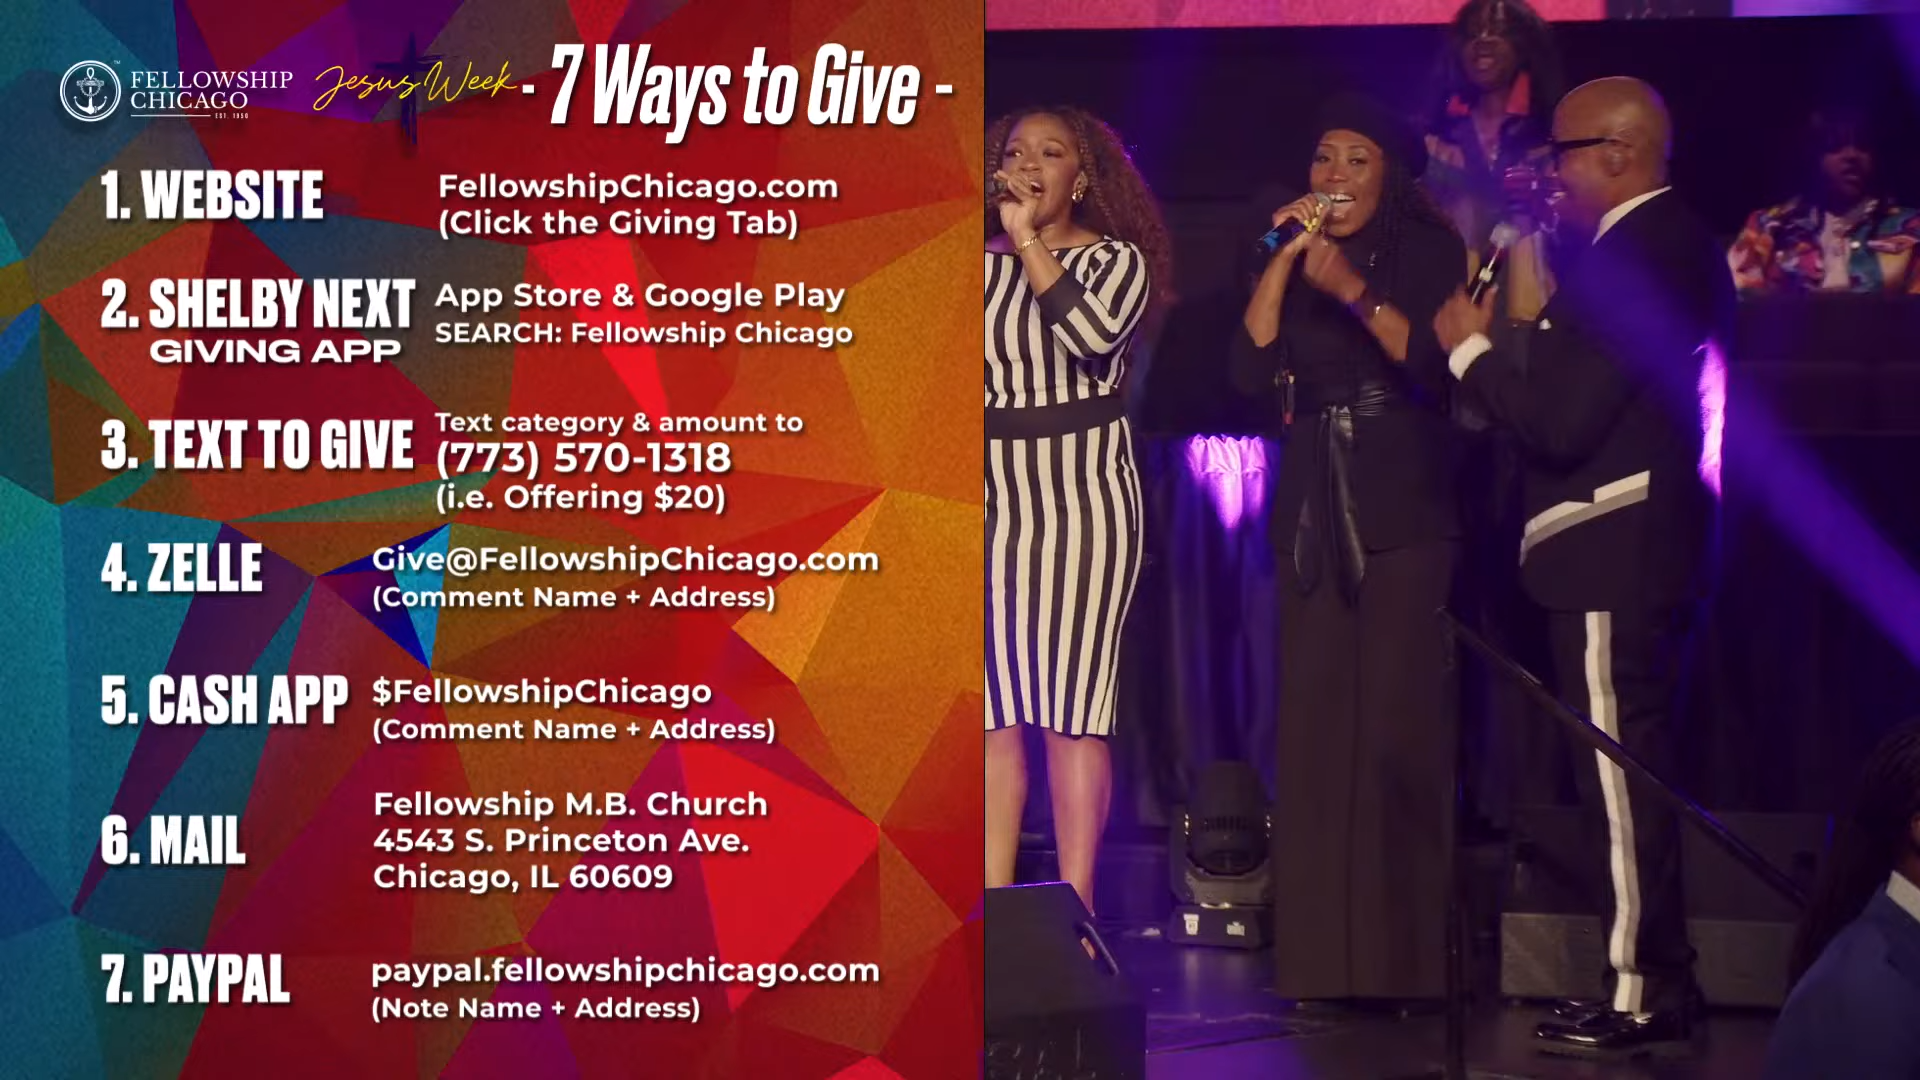 FELLOWSHIP
CHICAGO
EST. 1950
Jesus Week
- 7 Ways to Give -
1. WEBSITE
FellowshipChicago.com
(Click the Giving Tab)
2. SHELBY NEXT
GIVING APP
App Store & Google Play
SEARCH: Fellowship Chicago
3. TEXT TO GIVE
Text category & amount to
(773) 570-1318
(i.e. Offering $20)
4. ZELLE
Give@FellowshipChicago.com
(Comment Name + Address)
5. CASH APP
$FellowshipChicago
(Comment Name + Address)
6. MAIL
Fellowship M.B. Church
4543 S. Princeton Ave.
Chicago, IL 60609
7. PAYPAL
paypal.fellowshipchicago.com
(Note Name + Address)